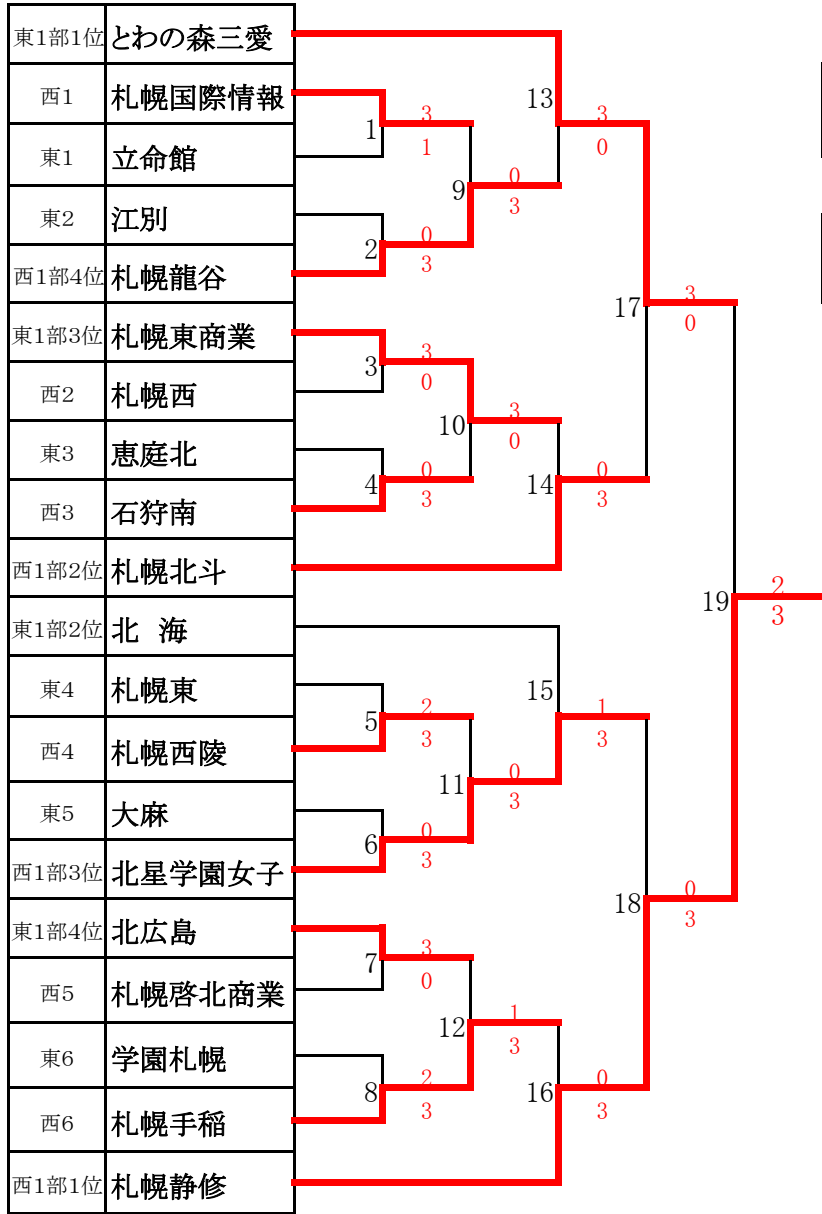 東1部1位 とわの森三愛
西1 札幌国際情報
東1 立命館
東2 江別
西1部4位 札幌龍谷
東1部3位 札幌東商業
西2 札幌西
東3 恵庭北
西3 石狩南
西1部2位 札幌北斗
東1部2位 北 海
東4 札幌東
西4 札幌西陵
東5 大麻
西1部3位 北星学園女子
東1部4位 北広島
西5 札幌啓北商業
東6 学園札幌
西6 札幌手稲
西1部1位 札幌静修
1 3 1
2 0 3
3 3 0
4 0 3
5 2 3
6 0 3
7 3 0
8 2 3
9 0 3
10 3 0
11 0 3
12 1 3
13 3 0
14 0 3
15 1 3
16 0 3
17 3 0
18 0 3
19 2 3